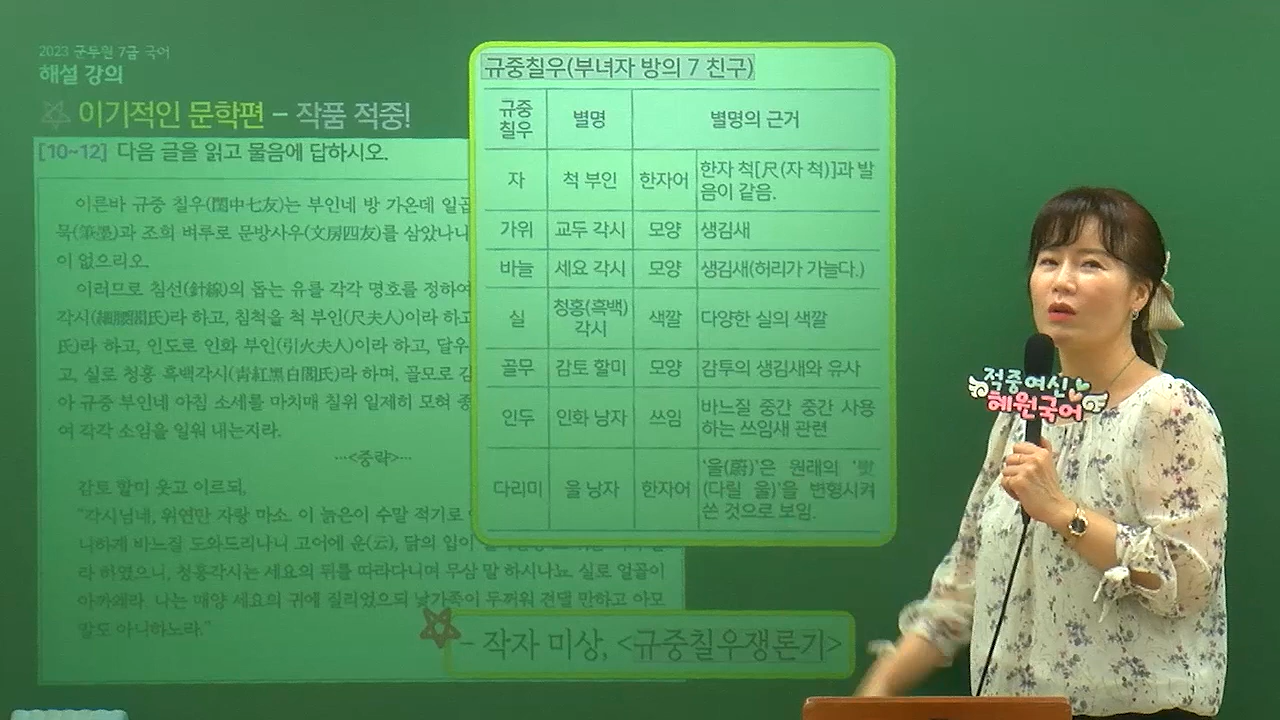 2023 군두원 7급 국어
해설 강의
이기적인 문학편 – 작품 적중!
[10~12] 다음 글을 읽고 물음에 답하시오.
이른바 규중 칠우(閨中七友)는 부인네 방 가온데 일곱
묵(筆墨)과 조희 벼루로 문방사우(文房四友)를 삼았나니
이 없으리오.
이러므로 침선(針線)의 돕는 유를 각각 명호를 정하여
각시(細腰閣氏)라 하고, 침척을 척 부인(尺夫人)이라 하고
氏)라 하고, 인도로 인화 부인(引火夫人)이라 하고, 달우
고, 실로 청홍 흑백각시(靑紅黑白閣氏)라 하며, 골모로 감
아 규중 부인네 아침 소세를 마치매 칠위 일제히 모혀 종
여 각각 소임을 일워 내는지라.
…<중략>…
감토 할미 웃고 이르되,
"각시님네, 위연만 자랑 마소. 이 늙은이 수말 적기로
니하게 바느질 도와드리나니 고어에 운(云), 닭의 입이
라 하였으니, 청홍각시는 세요의 뒤를 따라다니며 무삼 말 하시나뇨. 실로 얼골이
아까왜라. 나는 매양 세요의 귀에 질리었으되 낯가족이 두꺼워 견댈 만하고 아모
말도 아니하노라."
규중칠우(부녀자 방의 7 친구)
규중 칠우 별명 별명의 근거
자 척 부인 한자어 한자 척[尺(자 척)]과 발
음이 같음.
가위 교두 각시 모양 생김새
바늘 세요 각시 모양 생김새(허리가 가늘다.)
실 청홍(흑백) 각시 색깔 다양한 실의 색깔
골무 감토 할미 모양 감투의 생김새와 유사
인두 인화 낭자 쓰임 바느질 중간 중간 사용
하는 쓰임새 관련
다리미 울 낭자 한자어 '울(蔚)'은 원래의
(다릴 울)'을 변형시켜
쓴 것으로 보임.
– 작자 미상, <규중칠우쟁론기>
적중여신
혜원국어